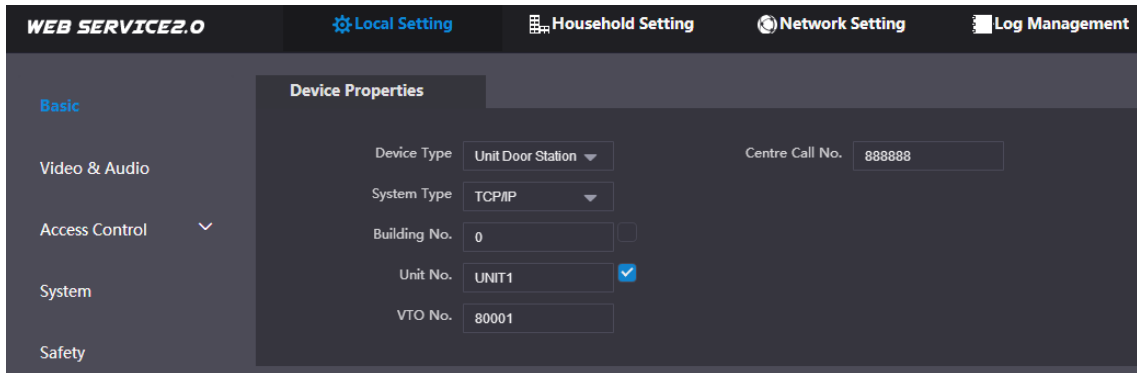 WEB SERVICE2.0
Local Setting
Household Setting
Network Setting
Log Management
Basic
Video & Audio
Access Control
System
Safety
Device Properties
Device Type Unit Door Station
Centre Call No. 888888
System Type TCP/IP
Building No. 0
Unit No. UNIT1
VTO No. 80001